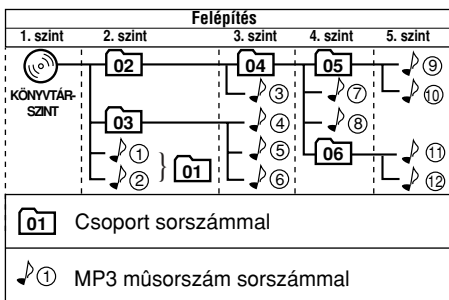 Felépítés
1. szint 2. szint 3. szint 4. szint 5. szint
02 04 05 ⑨
KÖNYVTÁR-
SZINT
③ ⑦ ⑩
03 ④ ⑧
① ⑤ 06 ⑪
② } 01 ⑥ ⑫
01 Csoport sorszámmal
① MP3 mûsorszám sorszámmal